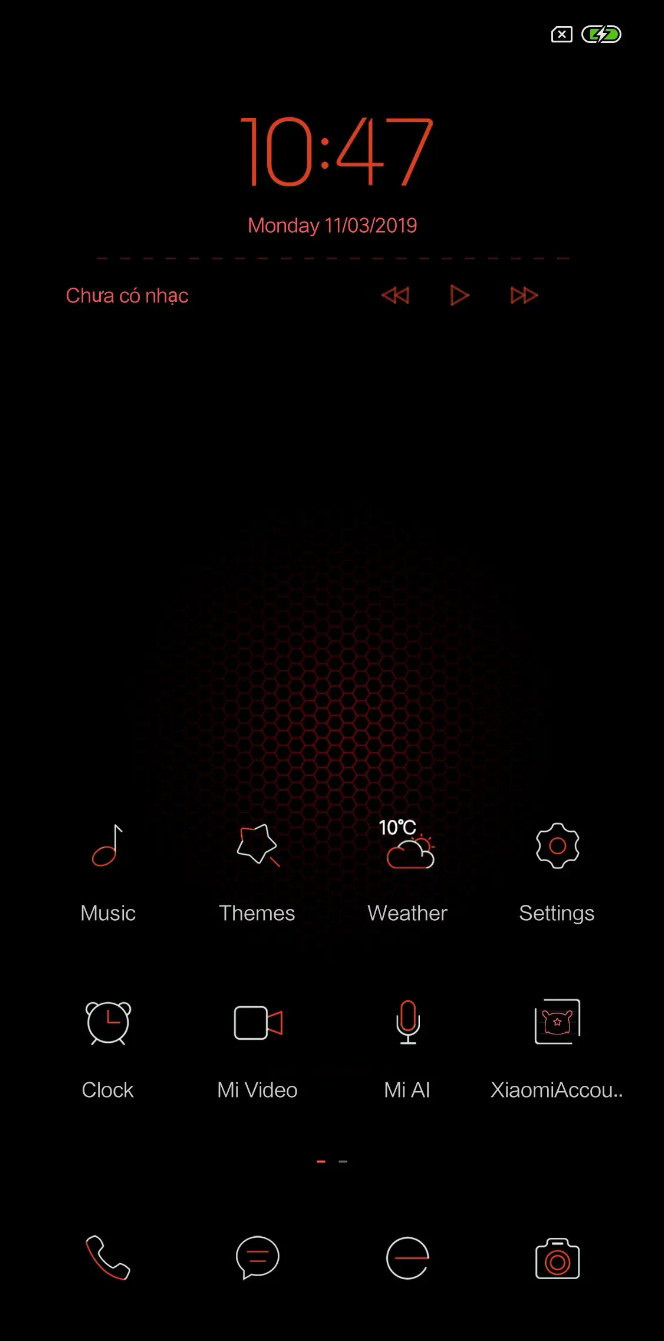 10:47
Monday 11/03/2019
Chưa có nhạc
10°C
Music
Themes
Weather
Settings
Clock
Mi Video
Mi AI
XiaomiAccou..